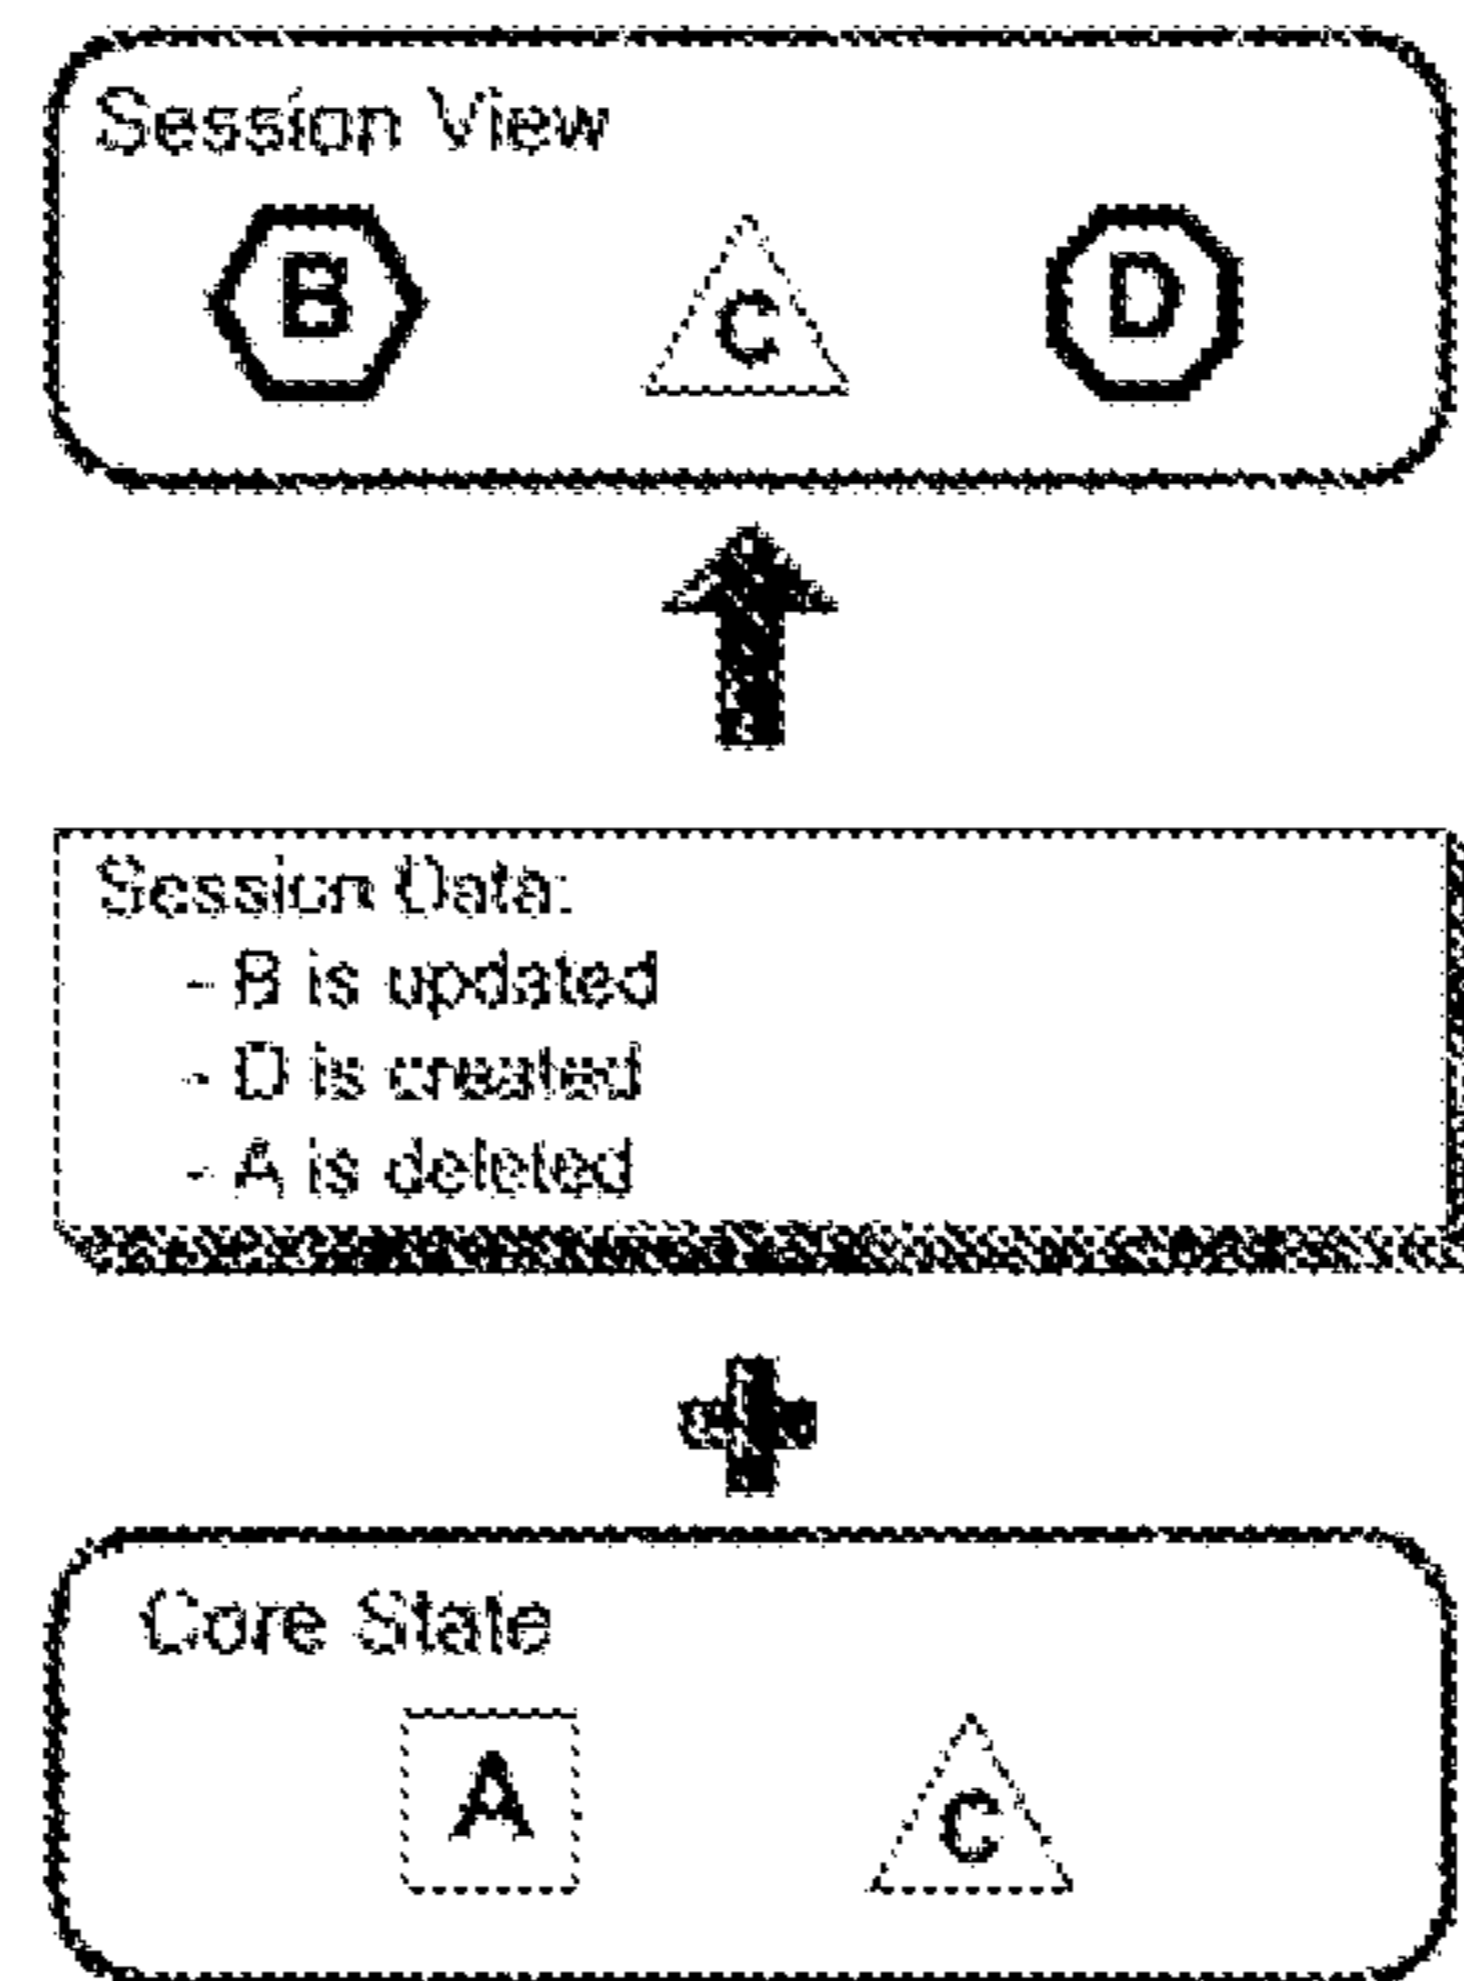 Session View
B C D
Session Data:
- B is updated
- D is created
- A is deleted
Core State
A C